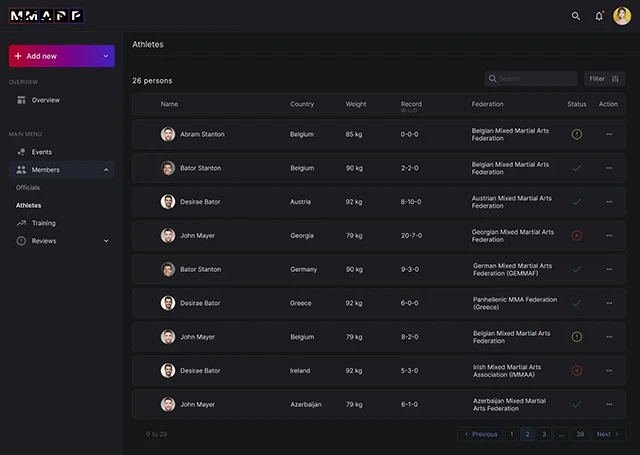 MMAPP
+ Add new
OVERVIEW
Overview
MAIN MENU
Events
Members
Officials
Athletes
Training
Reviews
Athletes
26 persons
Search
Filter
Name Country Weight Record Federation Status Action
W-L-D
Abram Stanton Belgium 85 kg 0-0-0 Belgian Mixed Martial Arts
Federation
Bator Stanton Belgium 90 kg 2-2-0 Belgian Mixed Martial Arts
Federation
Desirae Bator Austria 92 kg 8-10-0 Austrian Mixed Martial Arts
Federation
John Mayer Georgia 79 kg 20-7-0 Georgian Mixed Martial Arts
Federation
Bator Stanton Germany 90 kg 9-3-0 German Mixed Martial Arts
Federation (GEMMAF)
Desirae Bator Greece 92 kg 6-0-0 Panhellenic MMA Federation
(Greece)
John Mayer Belgium 79 kg 8-2-0 Belgian Mixed Martial Arts
Federation
Desirae Bator Ireland 92 kg 5-3-0 Irish Mixed Martial Arts
Association (IMMAA)
John Mayer Azerbaijan 79 kg 6-1-0 Azerbaijan Mixed Martial
Arts Federation
9 to 20
Previous 1 2 3 ... 38 Next